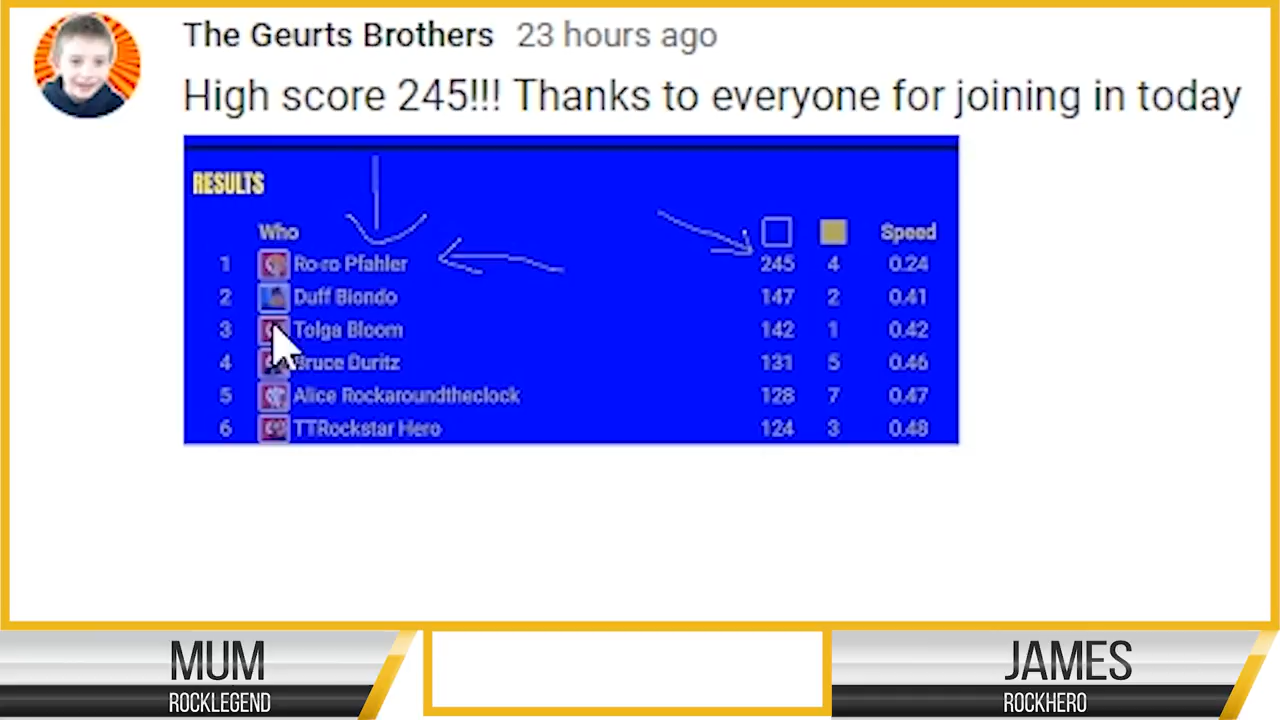 The Geurts Brothers 23 hours ago
High score 245!!! Thanks to everyone for joining in today
RESULTS
Who Speed
1 Ro-ro Pfahler 245 4 0.24
2 Duff Biondo 147 2 0.41
3 Tolga Bloom 142 1 0.42
4 Bruce Duritz 131 5 0.46
5 Alice Rockaroundtheclock 128 7 0.47
6 TTRockstar Hero 124 3 0.48
MUM
ROCKLEGEND
JAMES
ROCKHERO